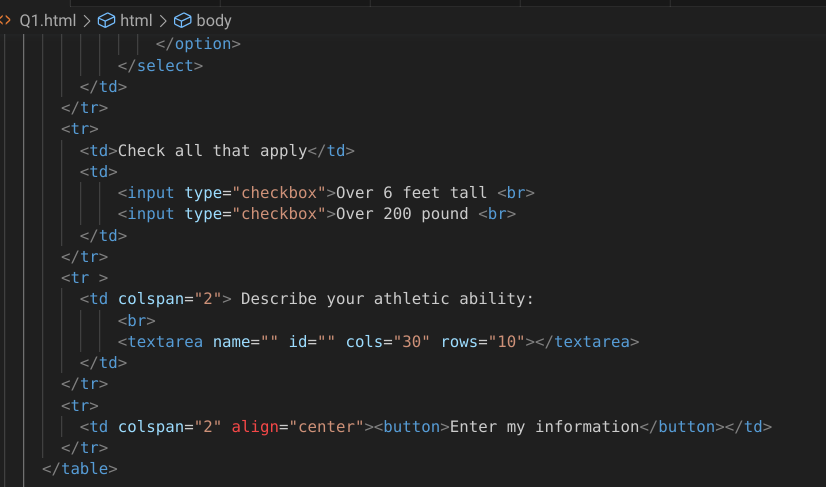 <> Q1.html > html > body
</option>
</select>
</td>
</tr>
<tr>
<td>Check all that apply</td>
<td>
<input type="checkbox">Over 6 feet tall <br>
<input type="checkbox">Over 200 pound <br>
</td>
</tr>
<tr >
<td colspan="2"> Describe your athletic ability:
<br>
<textarea name="" id="" cols="30" rows="10"></textarea>
</td>
</tr>
<tr>
<td colspan="2" align="center"><button>Enter my information</button></td>
</tr>
</table>